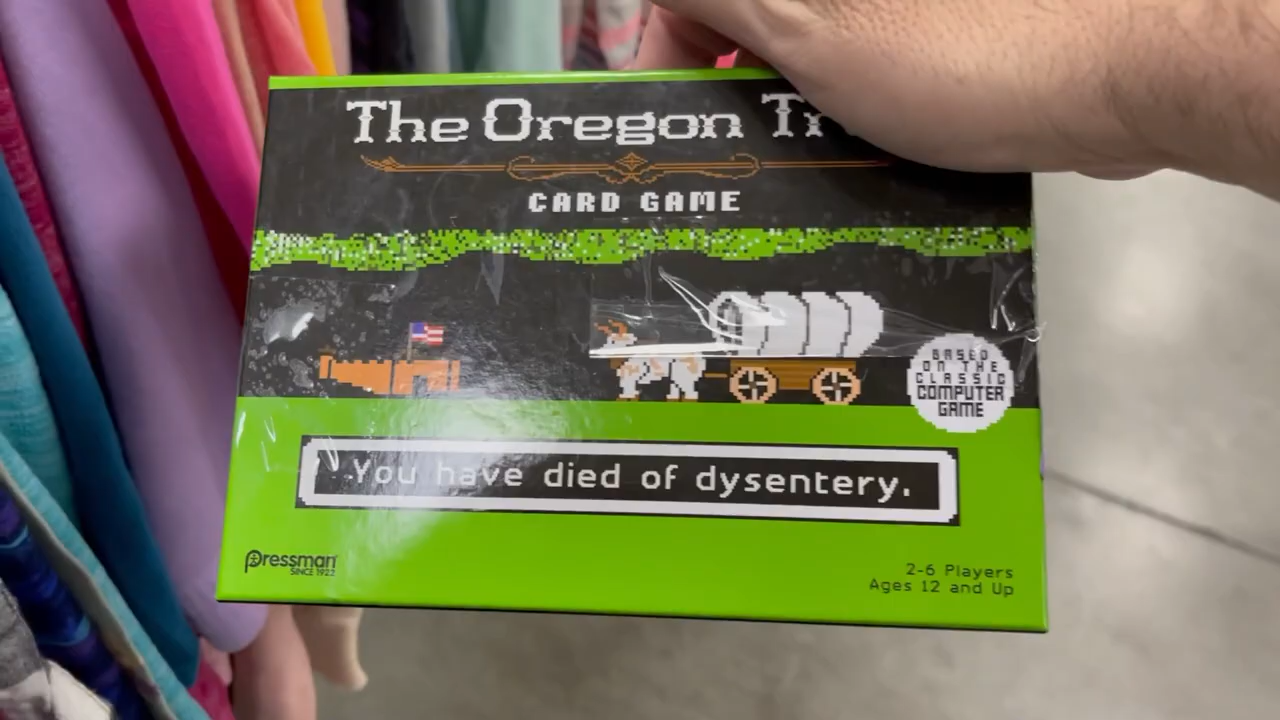 The Oregon Tr
CARD GAME
BASED
ON THE
CLASSIC
COMPUTER
GAME
You have died of dysentery.
Pressman
SINCE 1922
2-6 Players
Ages 12 and Up